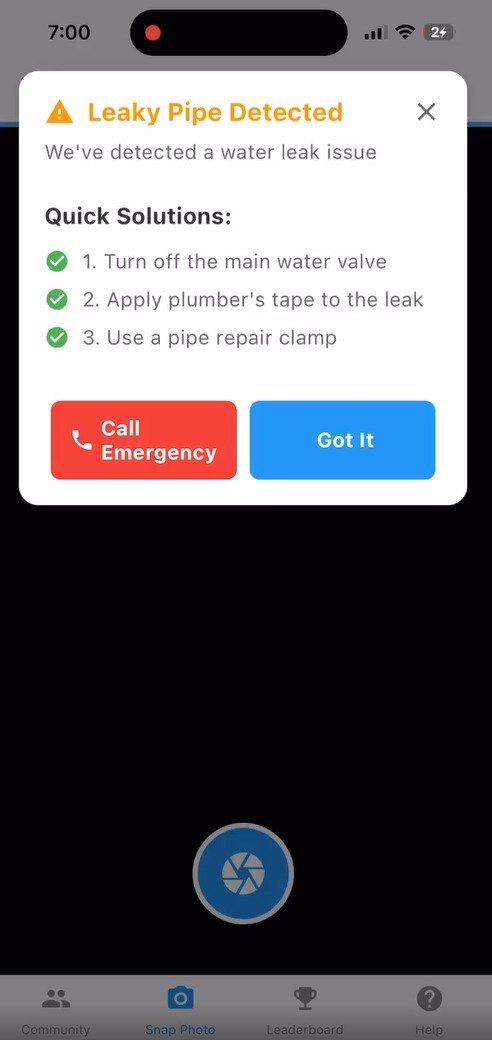 7:00
2
Leaky Pipe Detected
We've detected a water leak issue
Quick Solutions:
1. Turn off the main water valve
2. Apply plumber's tape to the leak
3. Use a pipe repair clamp
Call
Emergency
Got It
Community
Snap Photo
Leaderboard
Help